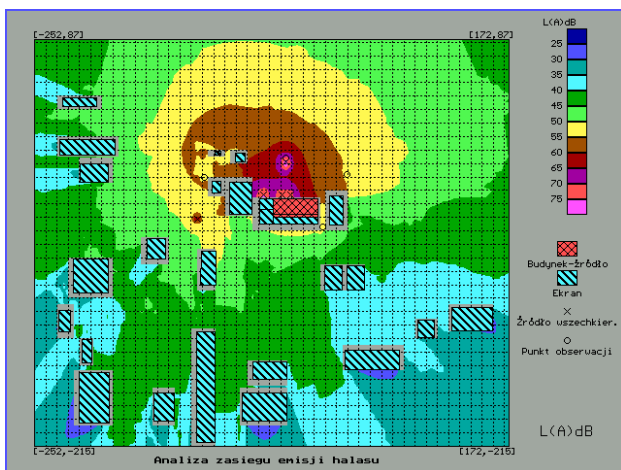 [-252,87]
[172,87]
L(A)dB
25
30
35
40
45
50
55
60
65
70
75
Budynek-źródło
Ekran
Źródło wszechkier.
Punkt obserwacji
L(A)dB
[-252,-215]
[172,-215]
Analiza zasiegu emisji halasu